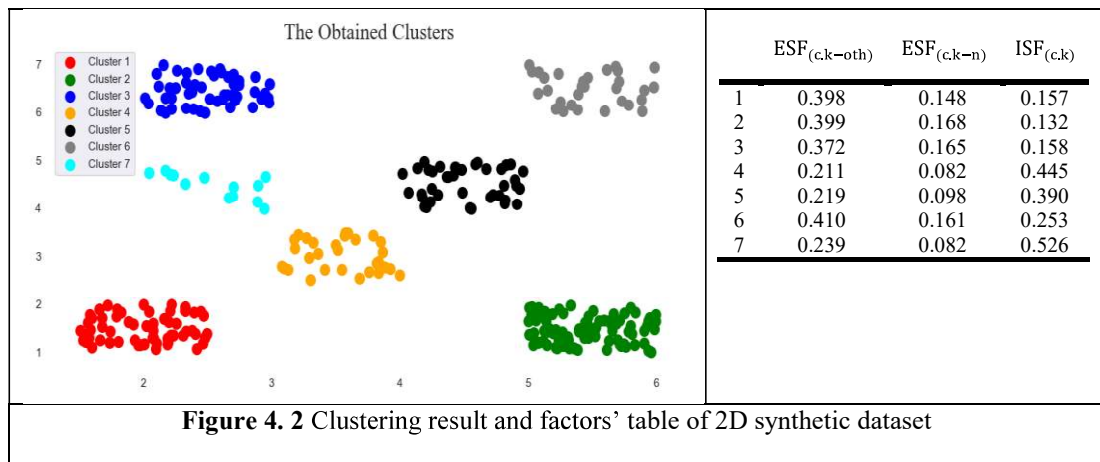 The Obtained Clusters
Cluster 1
Cluster 2
Cluster 3
Cluster 4
Cluster 5
Cluster 6
Cluster 7
7
6
5
4
3
2
1
2 3 4 5 6
ESF(c.k−oth) ESF(c.k−n) ISF(c.k)
1 0.398 0.148 0.157
2 0.399 0.168 0.132
3 0.372 0.165 0.158
4 0.211 0.082 0.445
5 0.219 0.098 0.390
6 0.410 0.161 0.253
7 0.239 0.082 0.526
Figure 4. 2 Clustering result and factors’ table of 2D synthetic dataset